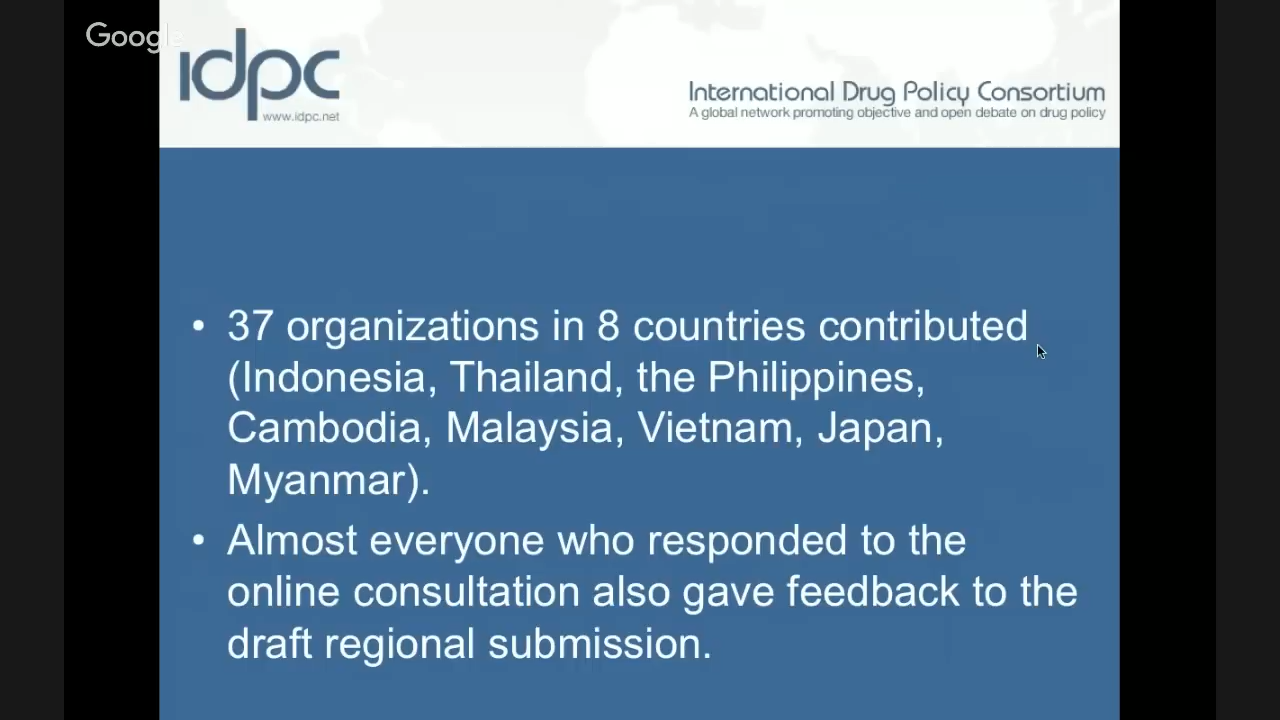 Google
idpc
www.idpc.net
International Drug Policy Consortium
A global network promoting objective and open debate on drug policy
• 37 organizations in 8 countries contributed
(Indonesia, Thailand, the Philippines,
Cambodia, Malaysia, Vietnam, Japan,
Myanmar).
• Almost everyone who responded to the
online consultation also gave feedback to the
draft regional submission.